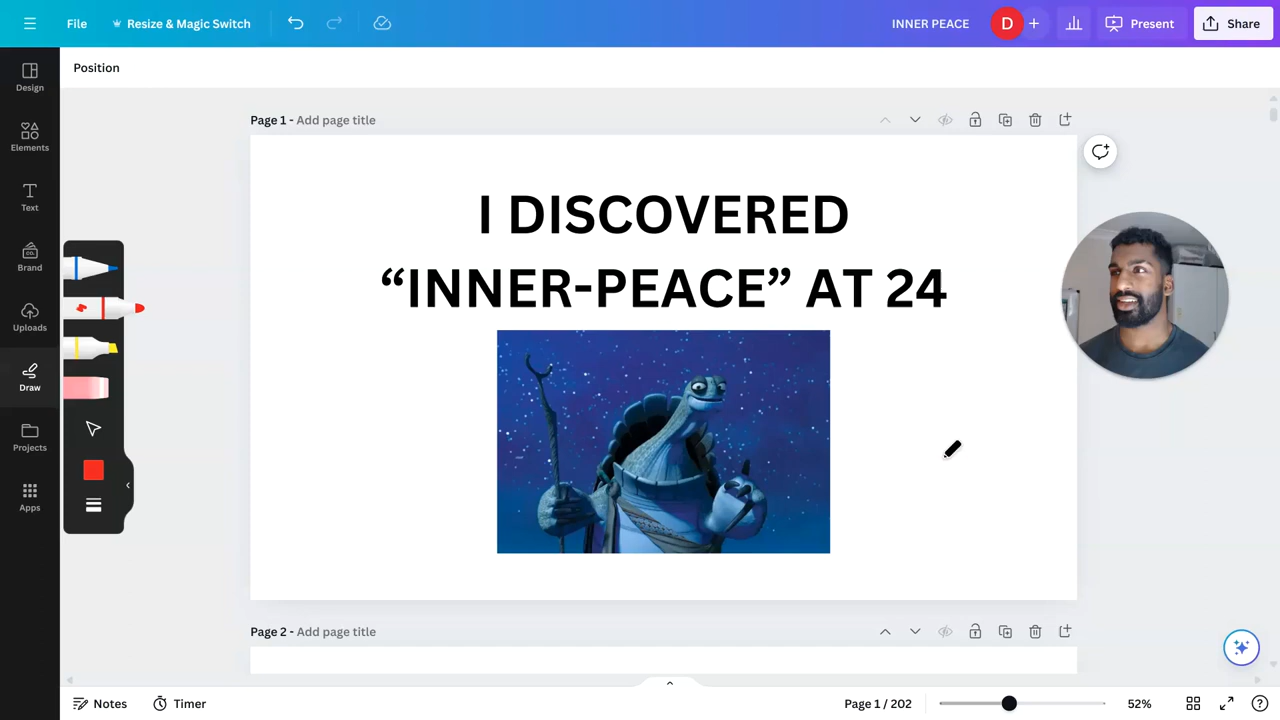 File
Resize & Magic Switch
INNER PEACE
D
Present
Share
Position
Design
Elements
Text
Brand
Uploads
Draw
Projects
Apps
Page 1 - Add page title
I DISCOVERED
“INNER-PEACE” AT 24
Page 2 - Add page title
Notes
Timer
Page 1 / 202
52%